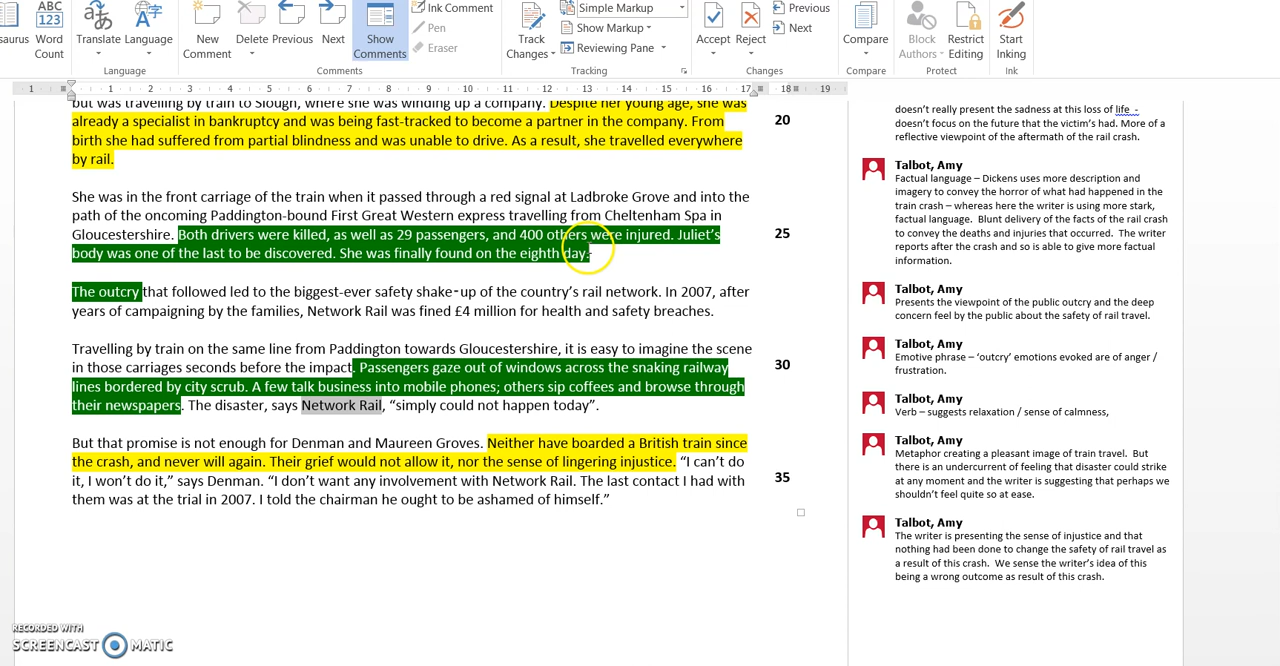 saurus
ABC
123
Word
Count
Translate
Language
Language
New
Comment
Delete
Previous
Next
Show
Comments
Ink Comment
Pen
Eraser
Comments
Track
Changes
Simple Markup
Show Markup
Reviewing Pane
Tracking
Accept
Reject
Previous
Next
Changes
Compare
Compare
Block
Authors
Restrict
Editing
Protect
Start
Inking
Ink
1 1 2 3 4 5 6 7 8 9 10 11 12 13 14 15 16 17 18 19
but was travelling by train to Slough, where she was winding up a company. Despite her young age, she was
already a specialist in bankruptcy and was being fast-tracked to become a partner in the company. From 20
birth she had suffered from partial blindness and was unable to drive. As a result, she travelled everywhere
by rail.
She was in the front carriage of the train when it passed through a red signal at Ladbroke Grove and into the
path of the oncoming Paddington-bound First Great Western express travelling from Cheltenham Spa in
Gloucestershire. Both drivers were killed, as well as 29 passengers, and 400 others were injured. Juliet’s 25
body was one of the last to be discovered. She was finally found on the eighth day.
The outcry that followed led to the biggest-ever safety shake-up of the country’s rail network. In 2007, after
years of campaigning by the families, Network Rail was fined £4 million for health and safety breaches.
Travelling by train on the same line from Paddington towards Gloucestershire, it is easy to imagine the scene
in those carriages seconds before the impact. Passengers gaze out of windows across the snaking railway 30
lines bordered by city scrub. A few talk business into mobile phones; others sip coffees and browse through
their newspapers. The disaster, says Network Rail, “simply could not happen today”.
But that promise is not enough for Denman and Maureen Groves. Neither have boarded a British train since
the crash, and never will again. Their grief would not allow it, nor the sense of lingering injustice. “I can’t do
it, I won’t do it,” says Denman. “I don’t want any involvement with Network Rail. The last contact I had with 35
them was at the trial in 2007. I told the chairman he ought to be ashamed of himself.”
doesn’t really present the sadness at this loss of life -
doesn’t focus on the future that the victim’s had. More of a
reflective viewpoint of the aftermath of the rail crash.
Talbot, Amy
Factual language – Dickens uses more description and
imagery to convey the horror of what had happened in the
train crash – whereas here the writer is using more stark,
factual language. Blunt delivery of the facts of the rail crash
to convey the deaths and injuries that occurred. The writer
reports after the crash and so is able to give more factual
information.
Talbot, Amy
Presents the viewpoint of the public outcry and the deep
concern feel by the public about the safety of rail travel.
Talbot, Amy
Emotive phrase – ‘outcry’ emotions evoked are of anger /
frustration.
Talbot, Amy
Verb – suggests relaxation / sense of calmness,
Talbot, Amy
Metaphor creating a pleasant image of train travel. But
there is an undercurrent of feeling that disaster could strike
at any moment and the writer is suggesting that perhaps we
shouldn’t feel quite so at ease.
Talbot, Amy
The writer is presenting the sense of injustice and that
nothing had been done to change the safety of rail travel as
a result of this crash. We sense the writer’s idea of this
being a wrong outcome as result of this crash.
RECORDED WITH
SCREENCAST MATIC